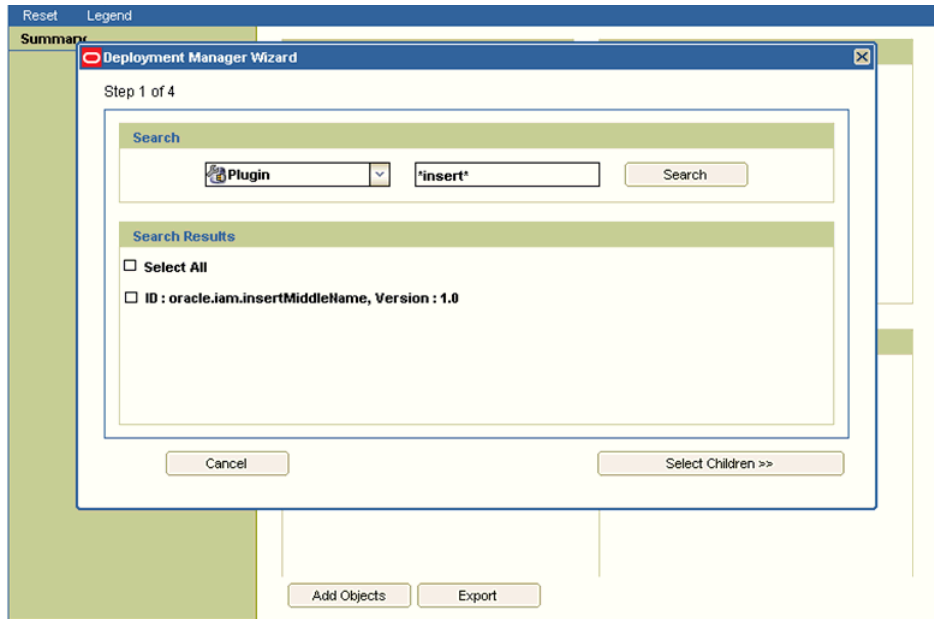 Reset Legend
Summary
Deployment Manager Wizard
Step 1 of 4
Search
Plugin *insert* Search
Search Results
Select All
ID : oracle.iam.insertMiddleName, Version : 1.0
Cancel Select Children >>
Add Objects Export